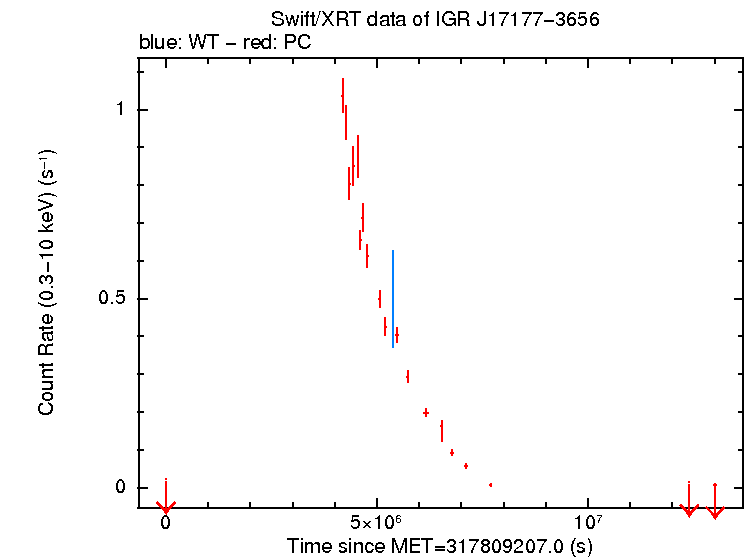 Swift/XRT data of IGR J17177−3656
blue: WT − red: PC
1
0.5
0
Count Rate (0.3−10 keV) (s⁻¹)
0
5×10⁶
10⁷
Time since MET=317809207.0 (s)